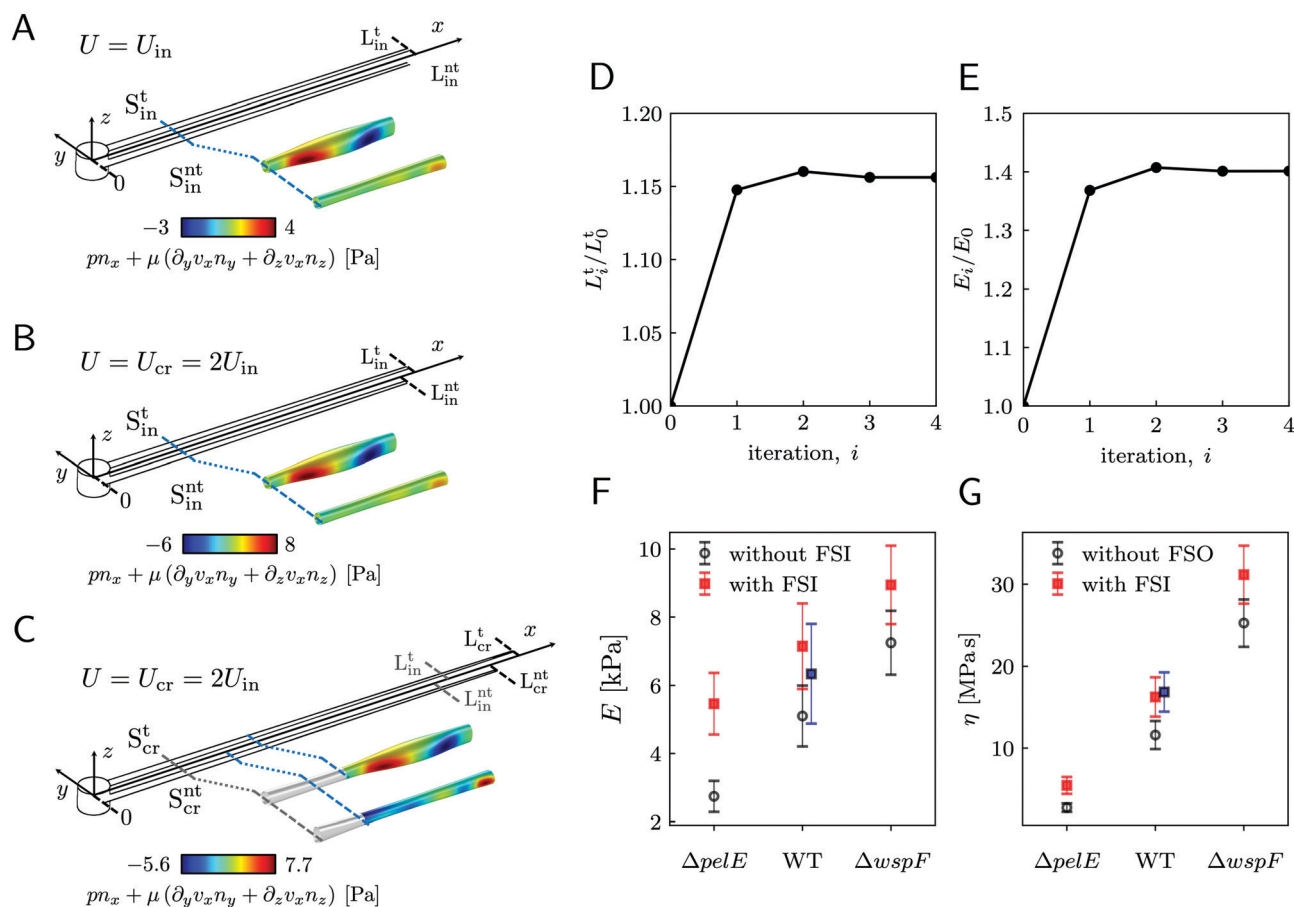 A
U = U_in
L_in^t
x
L_in^nt
S_in^t
z
y
0
S_in^nt
−3 4
pn_x + μ (∂_y v_x n_y + ∂_z v_x n_z) [Pa]
B
U = U_cr = 2U_in
L_in^t
x
L_in^nt
S_in^t
z
y
0
S_in^nt
−6 8
pn_x + μ (∂_y v_x n_y + ∂_z v_x n_z) [Pa]
C
U = U_cr = 2U_in
L_cr^t
x
L_in^t
L_cr^nt
L_in^nt
S_cr^t
z
y
0
S_cr^nt
−5.6 7.7
pn_x + μ (∂_y v_x n_y + ∂_z v_x n_z) [Pa]
D
1.20
1.15
1.10
1.05
1.00
L_i^t/L_0^t
0 1 2 3 4
iteration, i
E
1.5
1.4
1.3
1.2
1.1
1.0
E_i/E_0
0 1 2 3 4
iteration, i
F
10
8
6
4
2
E [kPa]
without FSI
with FSI
ΔpelE WT ΔwspF
G
30
20
10
η [MPa s]
without FSO
with FSI
ΔpelE WT ΔwspF